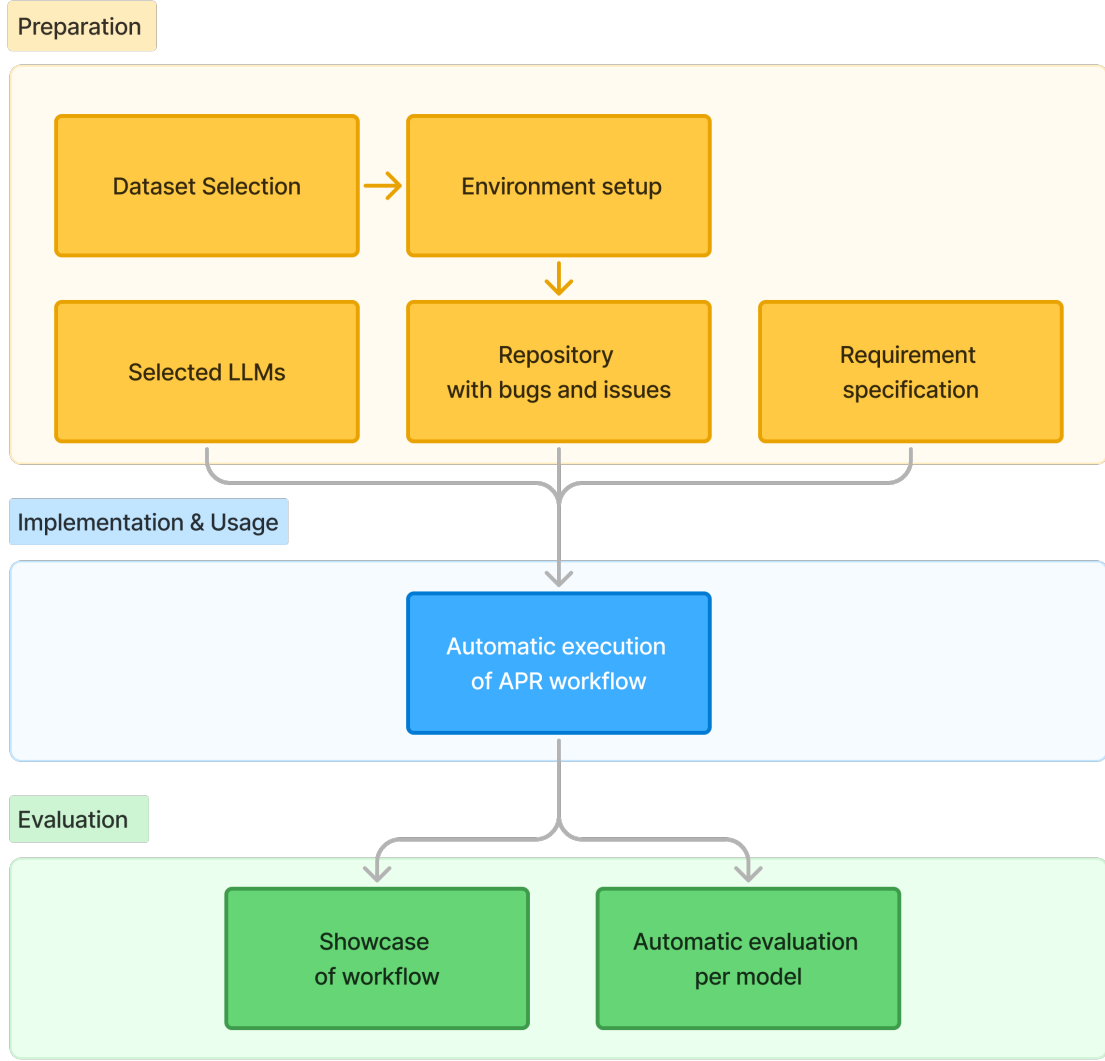 Preparation
Dataset Selection
Environment setup
Selected LLMs
Repository
with bugs and issues
Requirement
specification
Implementation & Usage
Automatic execution
of APR workflow
Evaluation
Showcase
of workflow
Automatic evaluation
per model